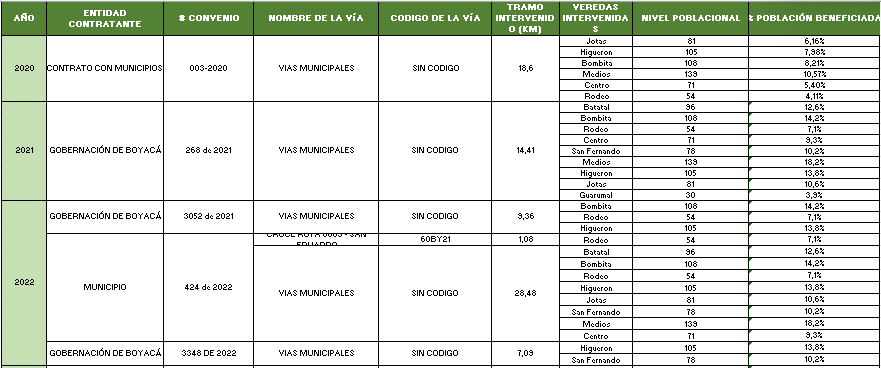 AÑO ENTIDAD CONTRATANTE # CONVENIO NOMBRE DE LA VÍA CODIGO DE LA VÍA TRAMO INTERVENIDO (KM) VEREDAS INTERVENIDAS NIVEL POBLACIONAL % POBLACIÓN BENEFICIADA
2020 CONTRATO CON MUNICIPIOS 003-2020 VIAS MUNICIPALES SIN CODIGO 18,6
Jotas 81 6,16%
Higueron 105 7,98%
Bombita 108 8,21%
Medios 139 10,57%
Centro 71 5,40%
Rodeo 54 4,11%
2021 GOBERNACIÓN DE BOYACÁ 268 de 2021 VIAS MUNICIPALES SIN CODIGO 14,41
Batatal 96 12,6%
Bombita 108 14,2%
Rodeo 54 7,1%
Centro 71 9,3%
San Fernando 78 10,2%
Medios 139 18,2%
Higueron 105 13,8%
Jotas 81 10,6%
Guarumal 30 3,9%
2022 GOBERNACIÓN DE BOYACÁ 3052 de 2021 VIAS MUNICIPALES SIN CODIGO 9,36
Bombita 108 14,2%
Rodeo 54 7,1%
Higueron 105 13,8%
MUNICIPIO 424 de 2022
CRUCE RUTA 6003 - SAN EDUARDO 60BY21 1,08 Rodeo 54 7,1%
VIAS MUNICIPALES SIN CODIGO 28,48
Batatal 96 12,6%
Bombita 108 14,2%
Rodeo 54 7,1%
Higueron 105 13,8%
Jotas 81 10,6%
San Fernando 78 10,2%
Medios 139 18,2%
Centro 71 9,3%
GOBERNACIÓN DE BOYACÁ 3348 DE 2022 VIAS MUNICIPALES SIN CODIGO 7,09
Higueron 105 13,8%
San Fernando 78 10,2%